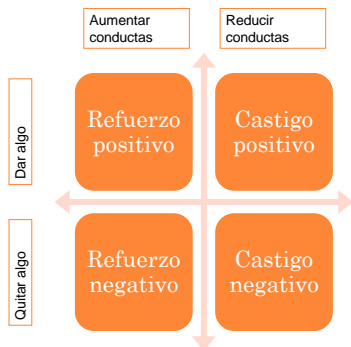 Aumentar
conductas
Reducir
conductas
Dar algo
Refuerzo
positivo
Castigo
positivo
Quitar algo
Refuerzo
negativo
Castigo
negativo